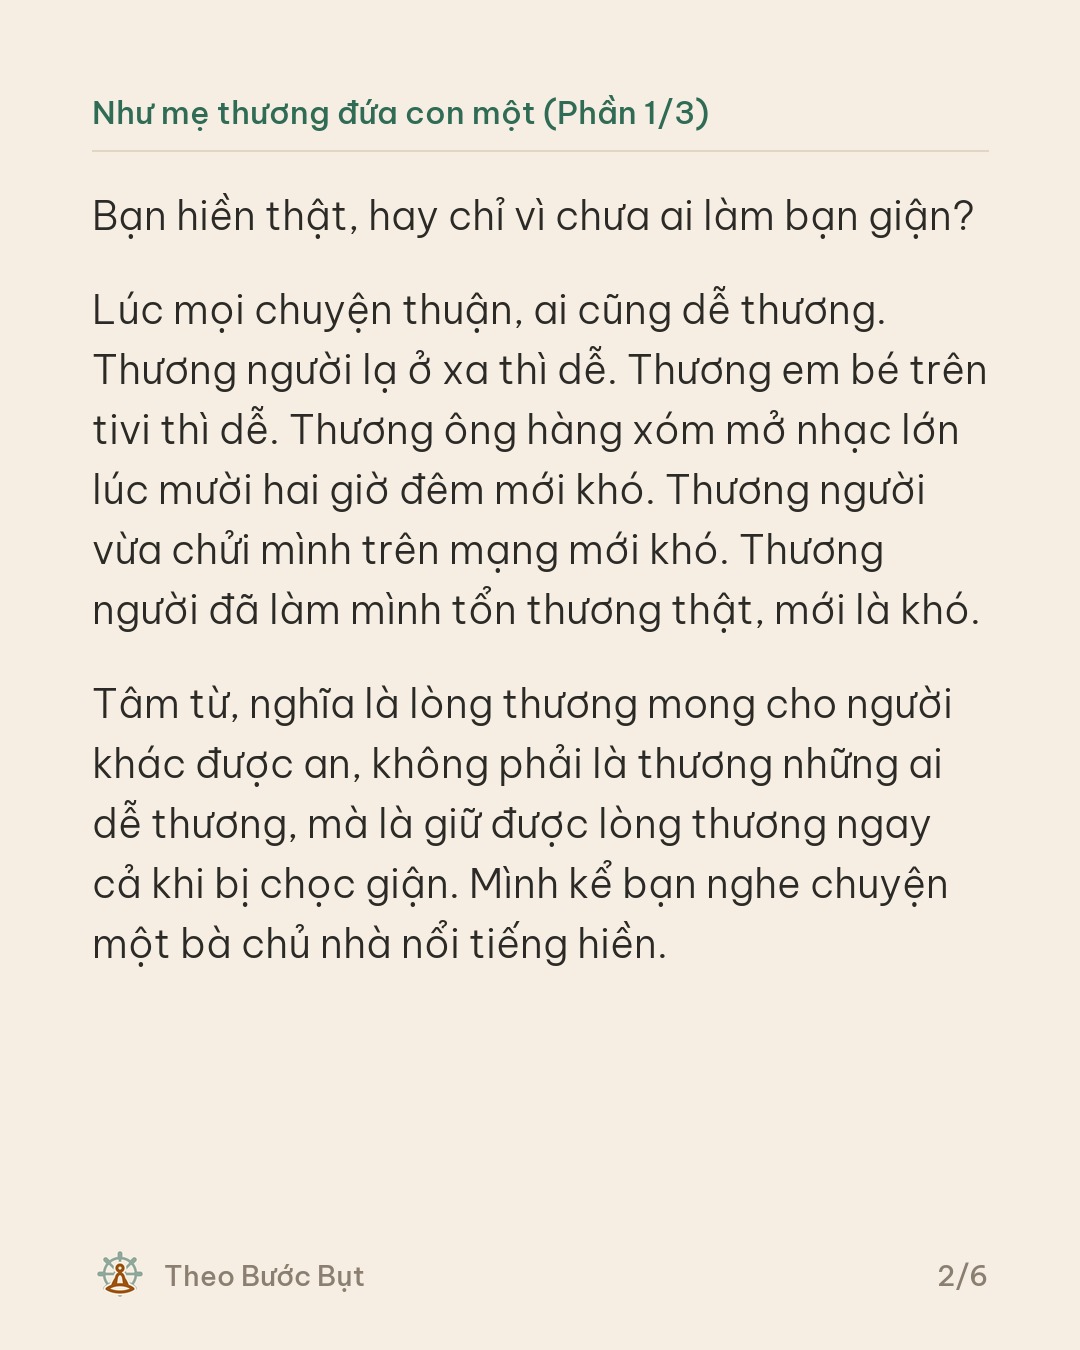 Như mẹ thương đứa con một (Phần 1/3)
Bạn hiền thật, hay chỉ vì chưa ai làm bạn giận?
Lúc mọi chuyện thuận, ai cũng dễ thương.
Thương người lạ ở xa thì dễ. Thương em bé trên
tivi thì dễ. Thương ông hàng xóm mở nhạc lớn
lúc mười hai giờ đêm mới khó. Thương người
vừa chửi mình trên mạng mới khó. Thương
người đã làm mình tổn thương thật, mới là khó.
Tâm từ, nghĩa là lòng thương mong cho người
khác được an, không phải là thương những ai
dễ thương, mà là giữ được lòng thương ngay
cả khi bị chọc giận. Mình kể bạn nghe chuyện
một bà chủ nhà nổi tiếng hiền.
Theo Bước Bụt
2/6